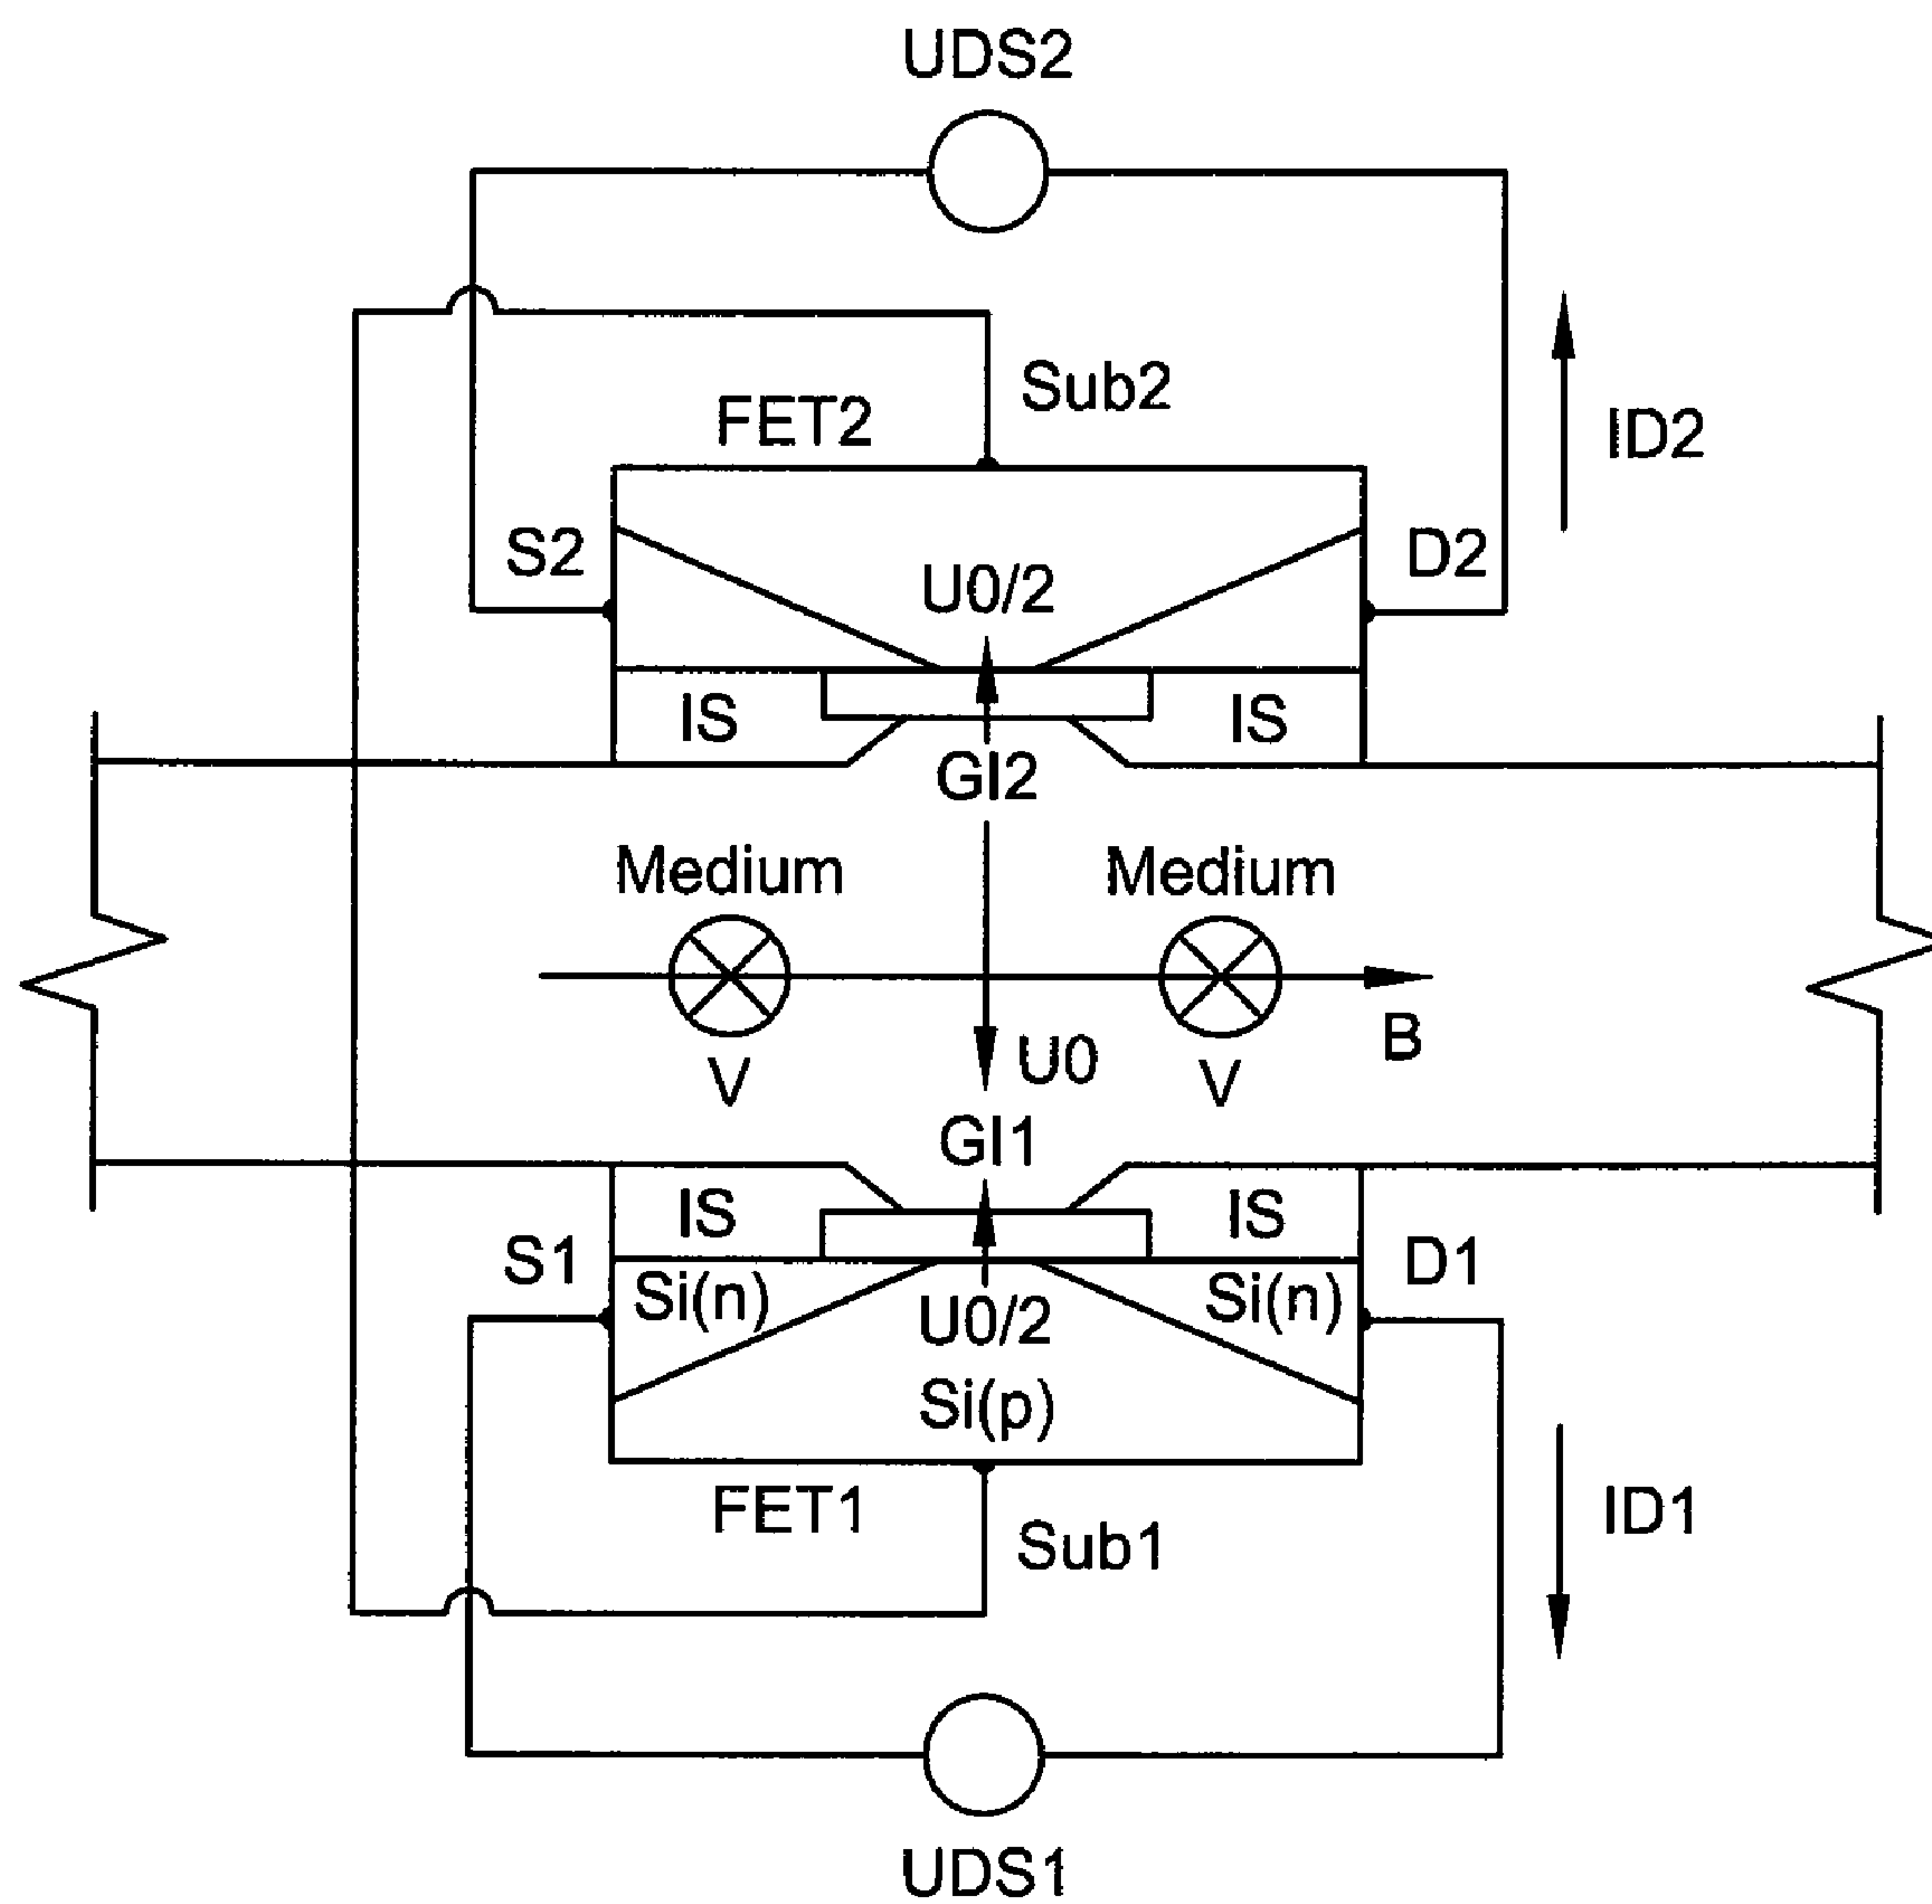 UDS2
Sub2
FET2
ID2
S2
D2
U0/2
IS
IS
GI2
Medium
Medium
B
U0
V
V
GI1
IS
IS
S1
D1
Si(n)
Si(n)
U0/2
Si(p)
FET1
ID1
Sub1
UDS1